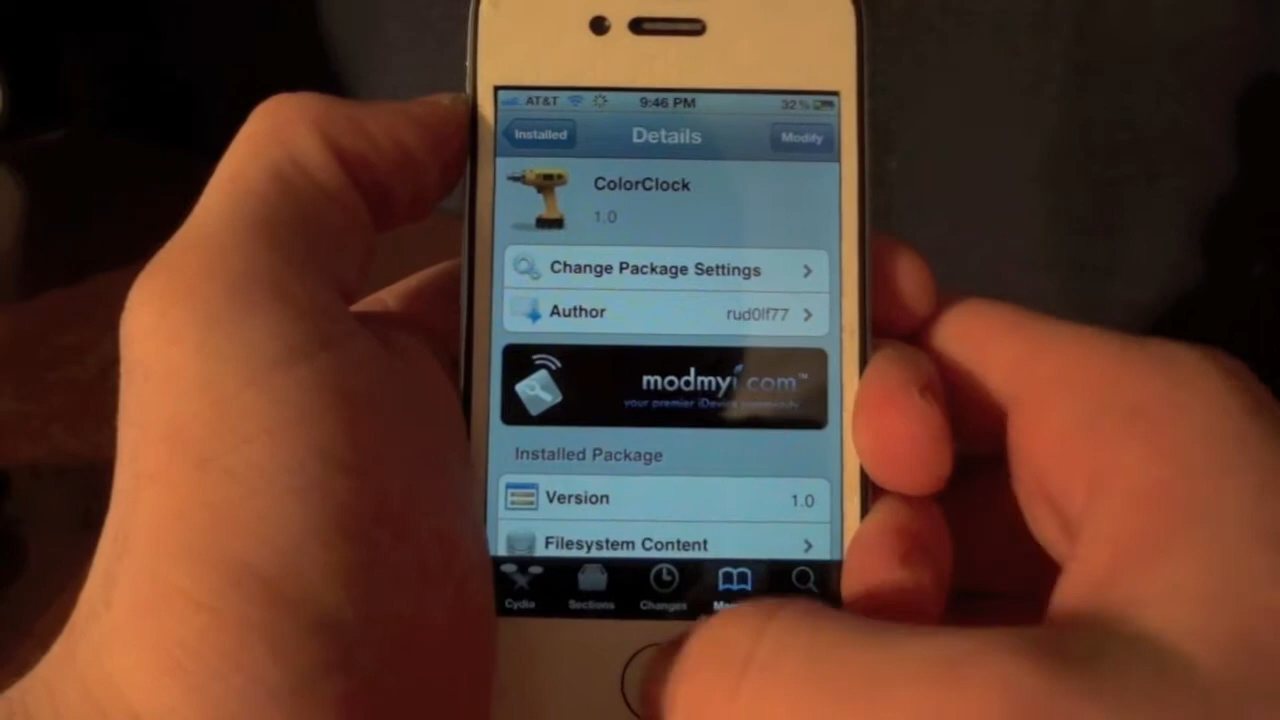 AT&T 9:46 PM 32%
Installed Details Modify
ColorClock
1.0
Change Package Settings
Author rud0lf77
modmyi.com™
your premier iDevice community
Installed Package
Version 1.0
Filesystem Content
Cydia Sections Changes